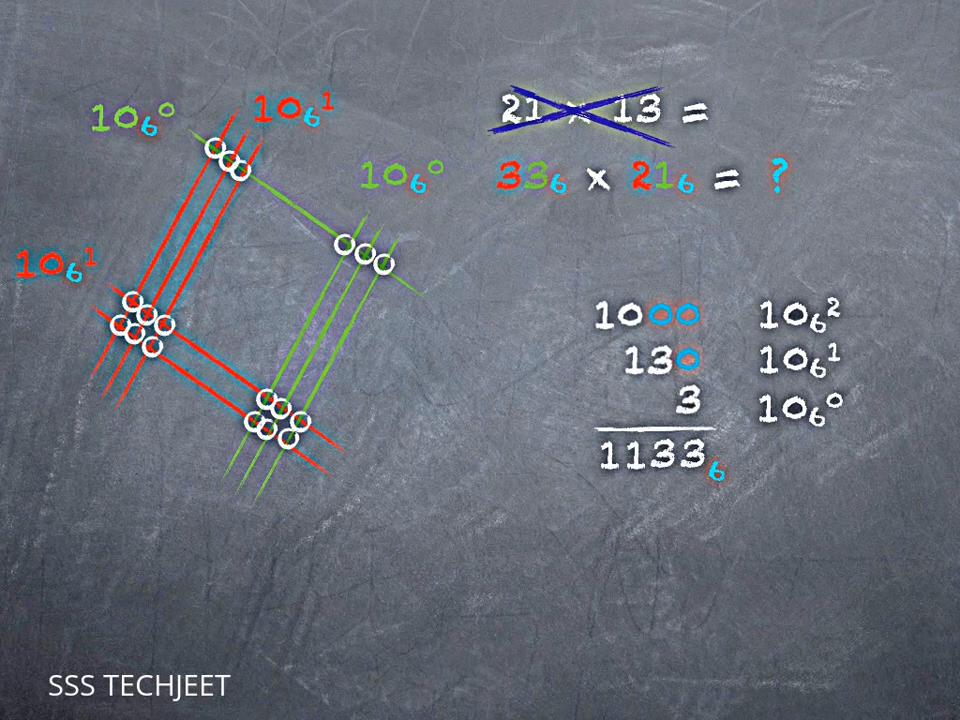 10₆⁰ 10₆¹
21 x 13 =
10₆⁰
33₆ x 21₆ = ?
10₆¹
1000 10₆²
130 10₆¹
3 10₆⁰
1133₆
SSS TECHJEET